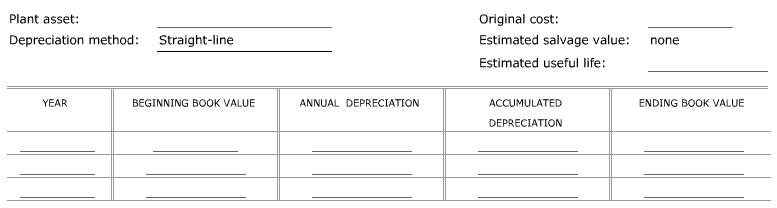 Plant asset: Original cost:
Depreciation method: Straight-line Estimated salvage value: none
Estimated useful life:
YEAR BEGINNING BOOK VALUE ANNUAL DEPRECIATION ACCUMULATED DEPRECIATION ENDING BOOK VALUE